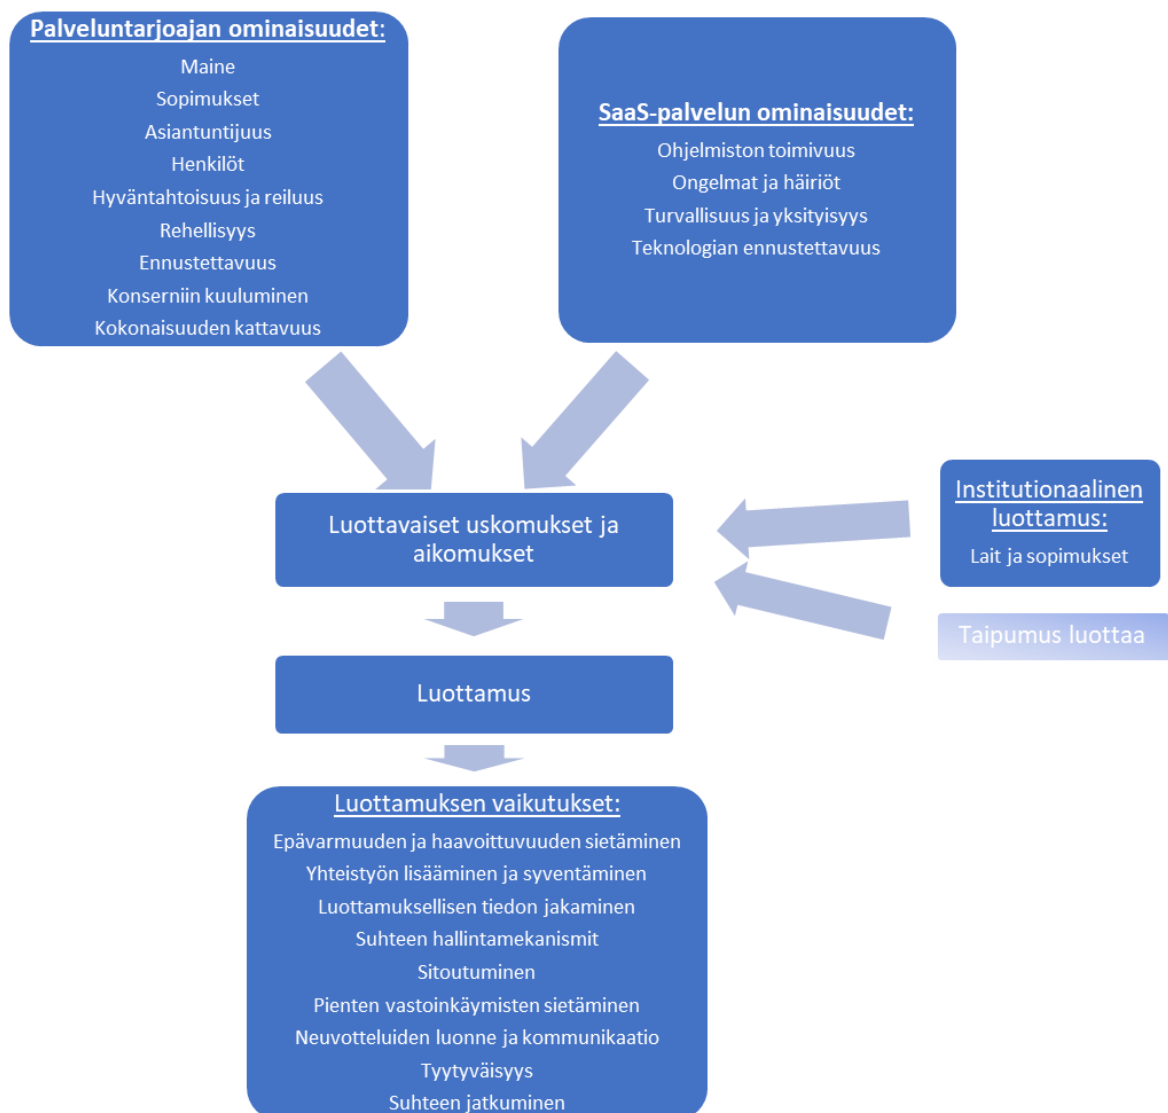 Palveluntarjoajan ominaisuudet:
Maine
Sopimukset
Asiantuntijuus
Henkilöt
Hyväntahtoisuus ja reiluus
Rehellisyys
Ennustettavuus
Konserniin kuuluminen
Kokonaisuuden kattavuus
SaaS-palvelun ominaisuudet:
Ohjelmiston toimivuus
Ongelmat ja häiriöt
Turvallisuus ja yksityisyys
Teknologian ennustettavuus
Luottavaiset uskomukset ja
aikomukset
Institutionaalinen
luottamus:
Lait ja sopimukset
Taipumus luottaa
Luottamus
Luottamuksen vaikutukset:
Epävarmuuden ja haavoittuvuuden sietäminen
Yhteistyön lisääminen ja syventäminen
Luottamuksellisen tiedon jakaminen
Suhteen hallintamekanismit
Sitoutuminen
Pienten vastoinkäymisten sietäminen
Neuvotteluiden luonne ja kommunikaatio
Tyytyväisyys
Suhteen jatkuminen